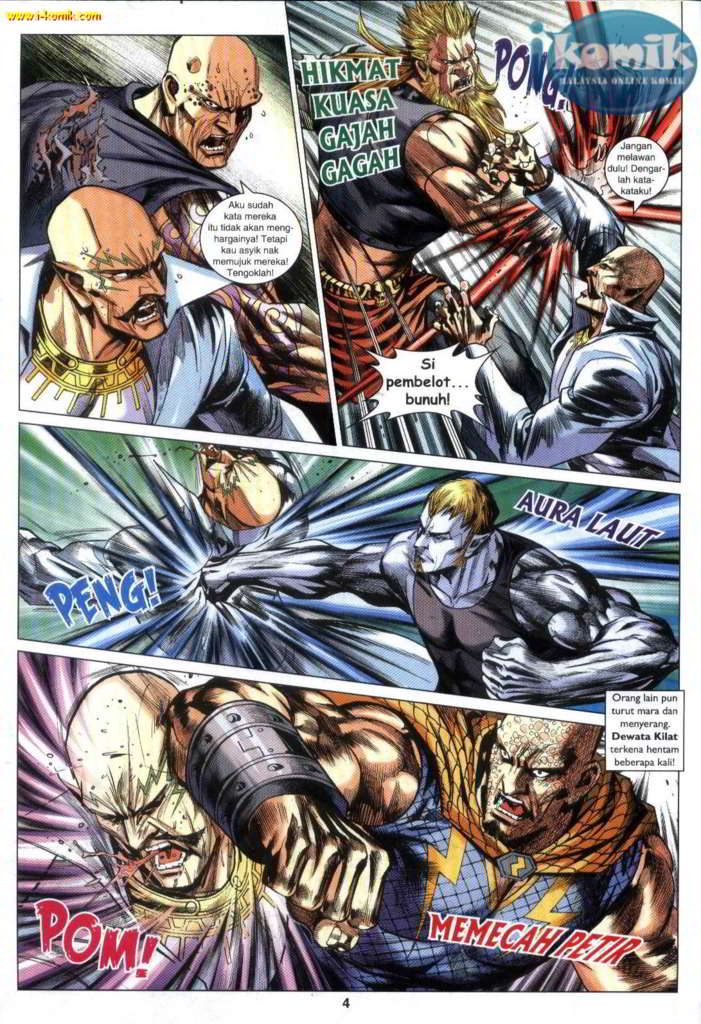 www.i-komik.com
ikomik
MALAYSIA ONLINE KOMIK
Aku sudah
kata mereka
itu tidak akan meng-
hargainya! Tetapi
kau asyik nak
memujuk mereka!
Tengoklah!
HIKMAT
KUASA
GAJAH
GAGAH
Jangan
melawan
dulu! Dengar-
lah kata-
kataku!
Si
pembelot...
bunuh!
PENG!
AURA LAUT
Orang lain pun
turut mara dan
menyerang.
Dewata Kilat
terkena hentam
beberapa kali!
POM!
MEMECAH PETIR
4